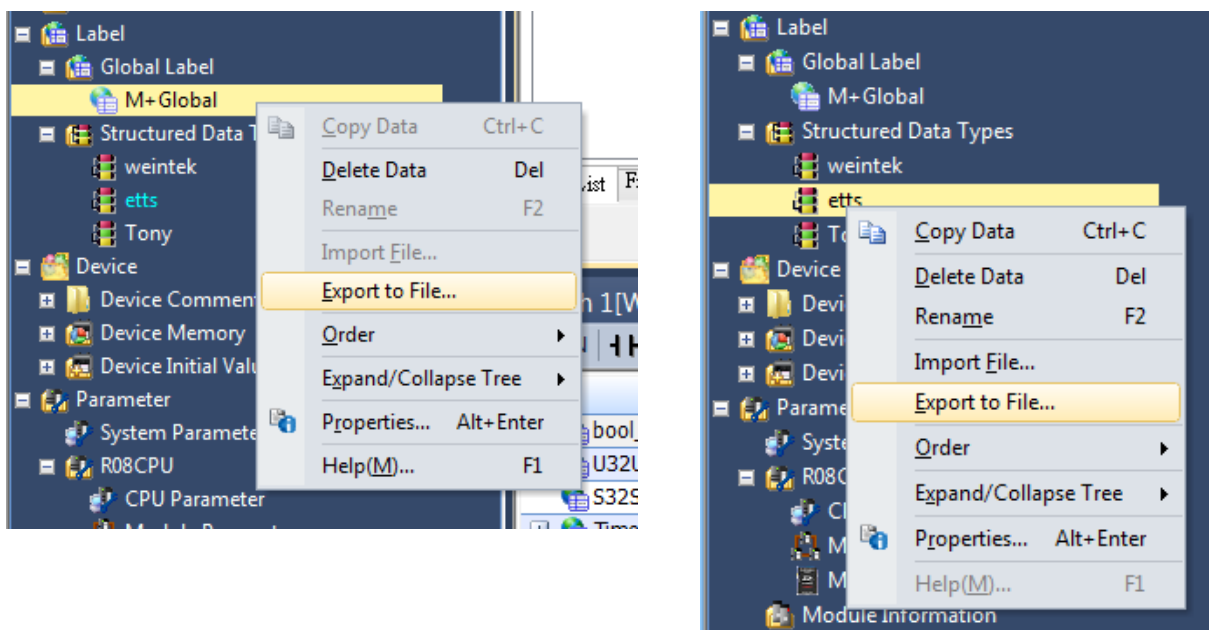 Label
Global Label
M+Global
Structured Data T
weintek
etts
Tony
Device
Device Commen
Device Memory
Device Initial Valu
Parameter
System Paramete
R08CPU
CPU Parameter
Copy Data Ctrl+C
Delete Data Del
Rename F2
Import File...
Export to File...
Order
Expand/Collapse Tree
Properties... Alt+Enter
Help(M)... F1
List F
h 1[W
bool_
U32U
S32S
Label
Global Label
M+Global
Structured Data Types
weintek
etts
To
Device
Devi
Devi
Devi
Parame
Syste
R08C
M
M
Module Information
Copy Data Ctrl+C
Delete Data Del
Rename F2
Import File...
Export to File...
Order
Expand/Collapse Tree
Properties... Alt+Enter
Help(M)... F1